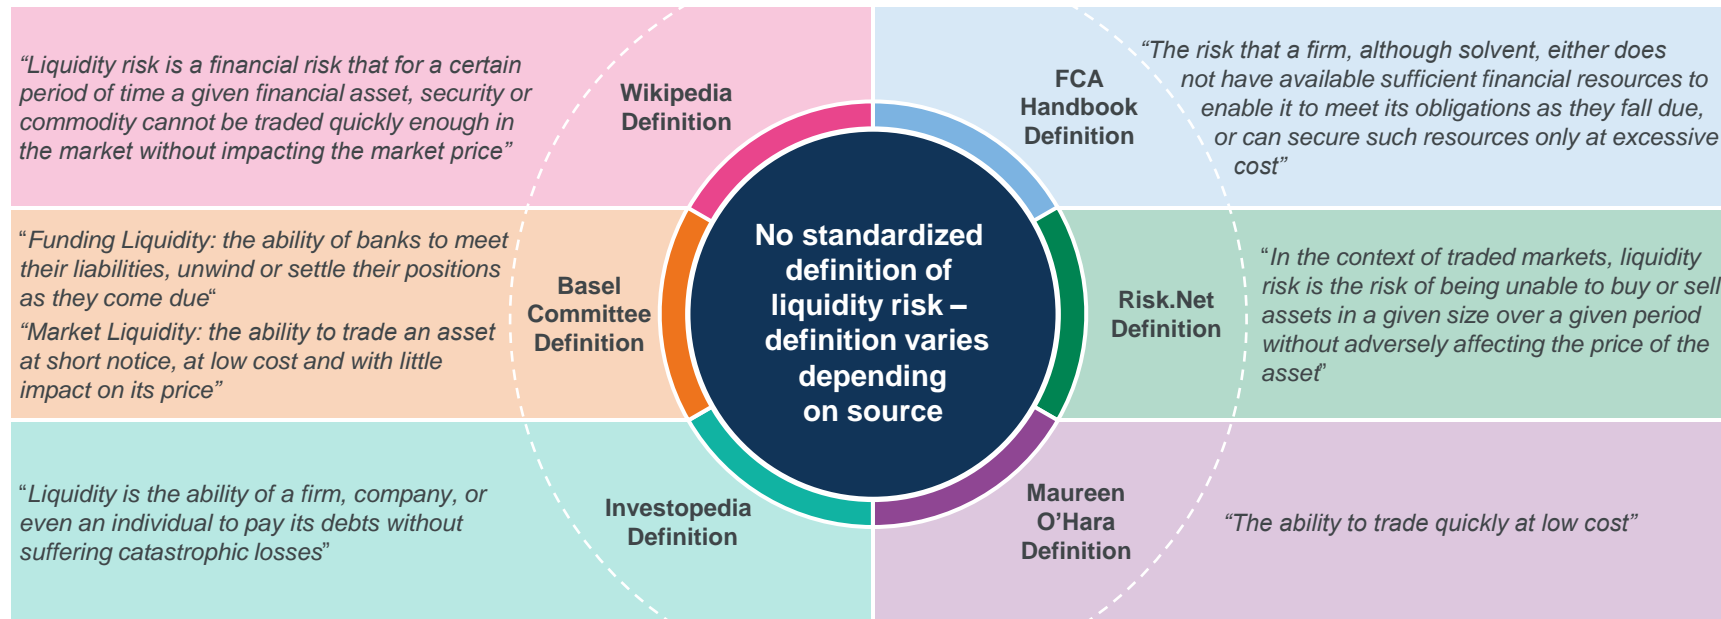 “Liquidity risk is a financial risk that for a certain
period of time a given financial asset, security or
commodity cannot be traded quickly enough in
the market without impacting the market price”
Wikipedia
Definition
FCA
Handbook
Definition
“The risk that a firm, although solvent, either does
not have available sufficient financial resources to
enable it to meet its obligations as they fall due,
or can secure such resources only at excessive
cost”
“Funding Liquidity: the ability of banks to meet
their liabilities, unwind or settle their positions
as they come due“
“Market Liquidity: the ability to trade an asset
at short notice, at low cost and with little
impact on its price”
Basel
Committee
Definition
No standardized
definition of
liquidity risk –
definition varies
depending
on source
Risk.Net
Definition
“In the context of traded markets, liquidity
risk is the risk of being unable to buy or sell
assets in a given size over a given period
without adversely affecting the price of the
asset”
“Liquidity is the ability of a firm, company, or
even an individual to pay its debts without
suffering catastrophic losses”
Investopedia
Definition
Maureen
O’Hara
Definition
“The ability to trade quickly at low cost”